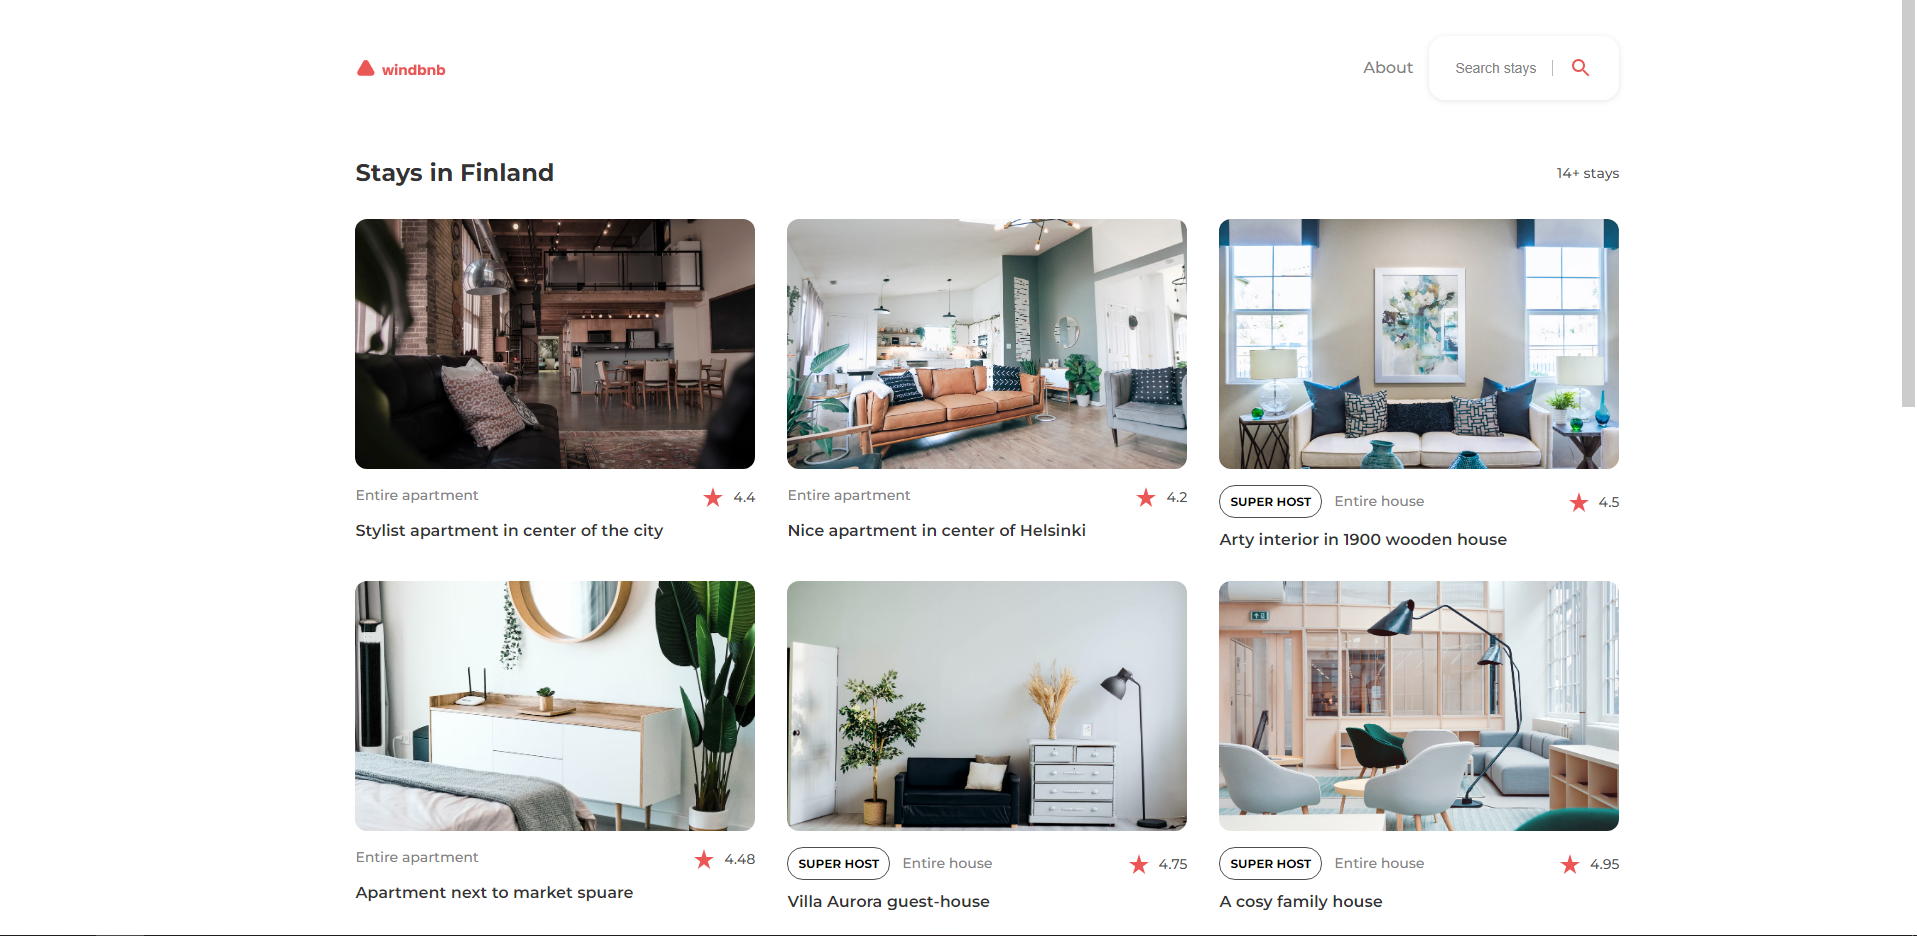 windbnb
About
Search stays
Stays in Finland
14+ stays
Entire apartment
4.4
Stylist apartment in center of the city
Entire apartment
4.2
Nice apartment in center of Helsinki
SUPER HOST
Entire house
4.5
Arty interior in 1900 wooden house
Entire apartment
4.48
Apartment next to market spuare
SUPER HOST
Entire house
4.75
Villa Aurora guest-house
SUPER HOST
Entire house
4.95
A cosy family house